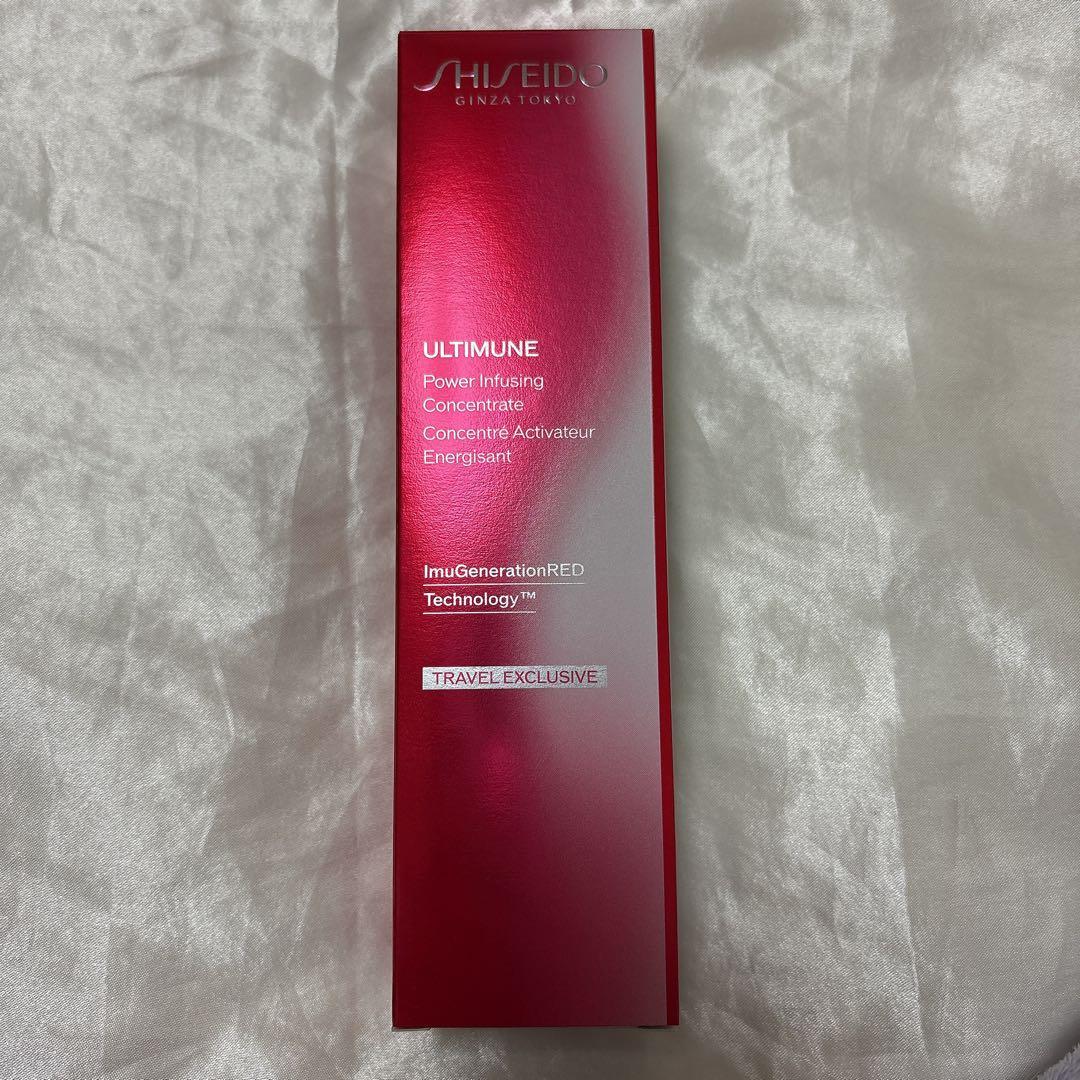 SHISEIDO
GINZA TOKYO
ULTIMUNE
Power Infusing
Concentrate
Concentré Activateur
Energisant
ImuGenerationRED
Technology™
TRAVEL EXCLUSIVE